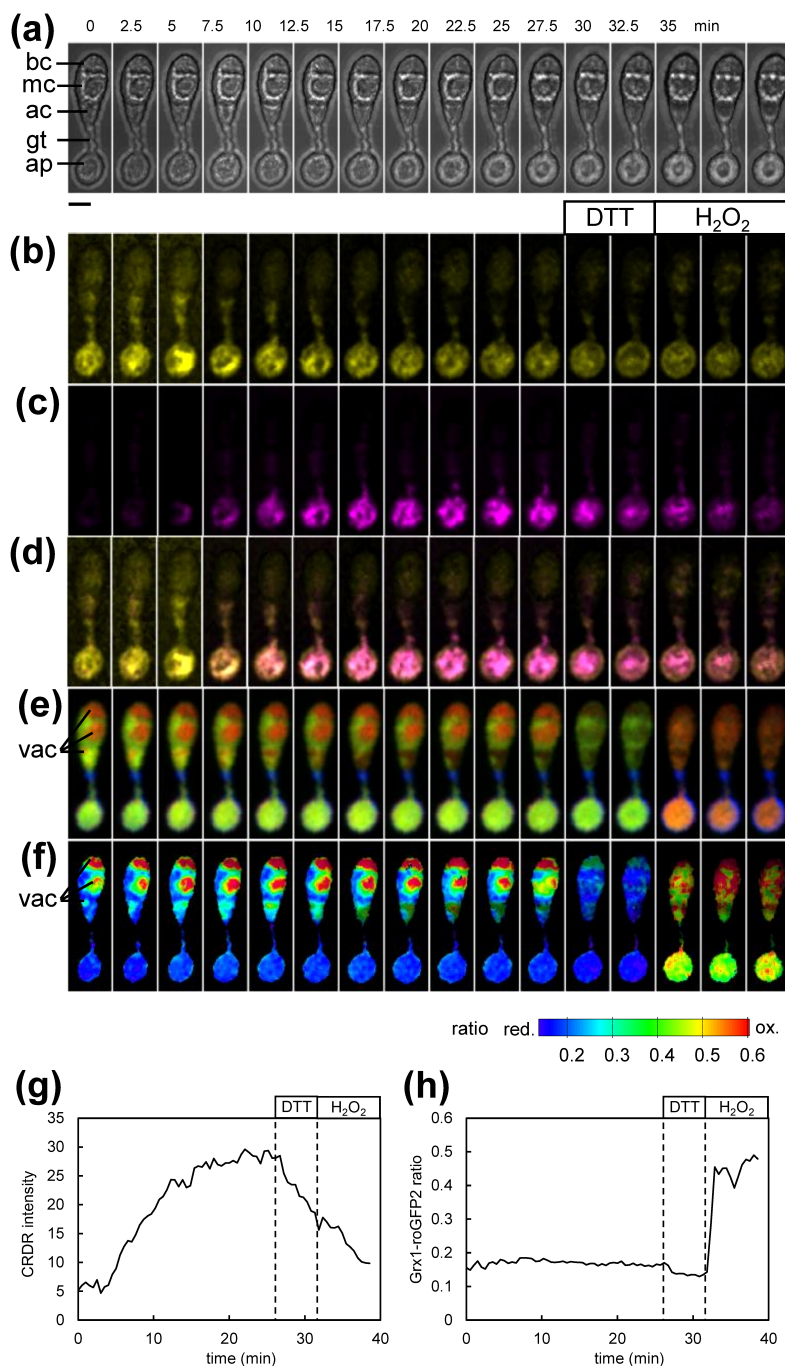 (a) 0 2.5 5 7.5 10 12.5 15 17.5 20 22.5 25 27.5 30 32.5 35 min
bc
mc
ac
gt
ap
DTT H₂O₂
(b)
(c)
(d)
(e)
vac
(f)
vac
ratio red. ox.
0.2 0.3 0.4 0.5 0.6
(g) (h)
DTT H₂O₂ DTT H₂O₂
35
30
25
20
15
10
5
0
CRDR intensity
0 10 20 30 40
time (min)
0.6
0.5
0.4
0.3
0.2
0.1
0
Grx1-roGFP2 ratio
0 10 20 30 40
time (min)